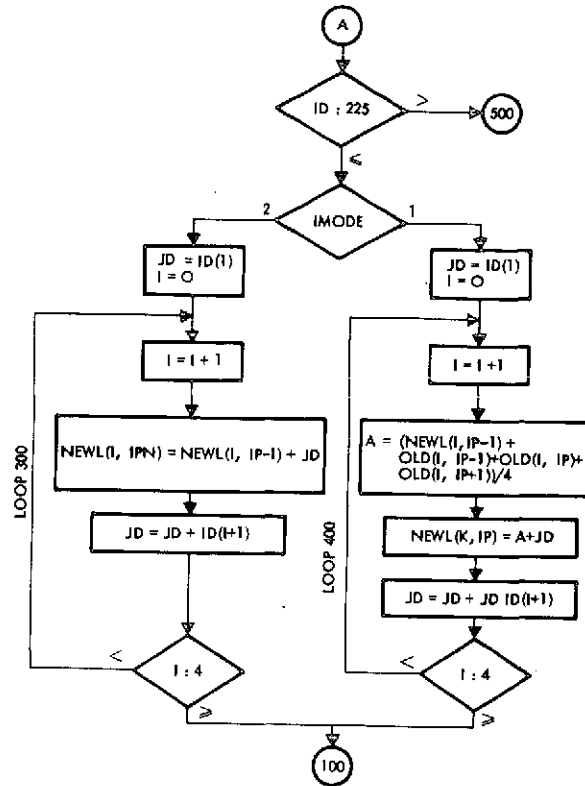 A
ID : 225
>
500
≤
2
IMODE
1
JD = ID(1)
I = O
JD = ID(1)
I = O
I = I + 1
I = I +1
NEWL(I, IPN) = NEWL(I, IP-1) + JD
A = (NEWL(I, IP-1) +
OLD(I, IP-1)+OLD(I, IP)+
OLD(I, IP+1))/4
LOOP 300
JD = JD + ID(I+1)
LOOP 400
NEWL(K, IP) = A+JD
JD = JD + JD ID(I+1)
<
I : 4
<
I : 4
≥
≥
100